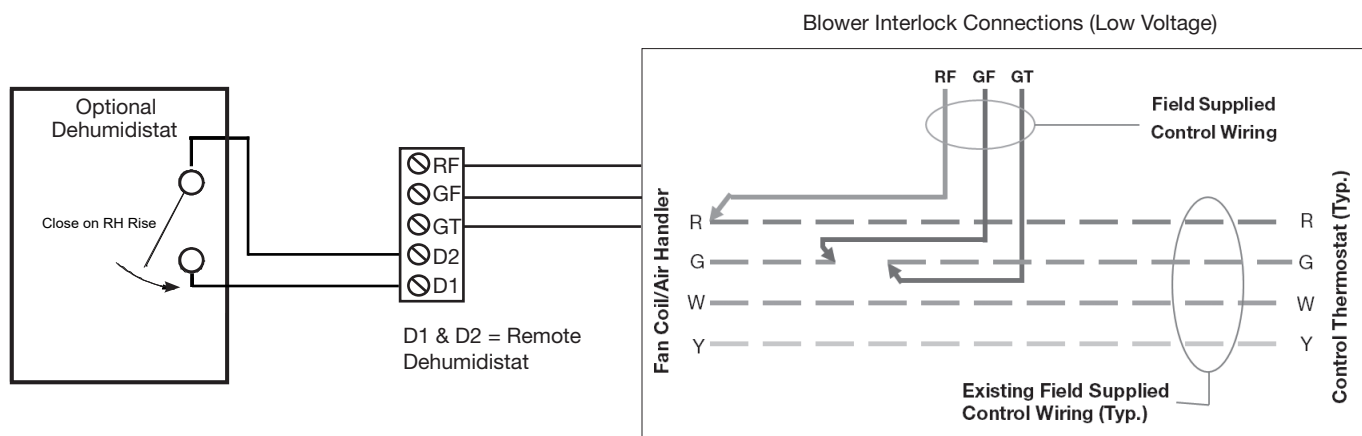 Blower Interlock Connections (Low Voltage)
Optional
Dehumidistat
Close on RH Rise
RF
GF
GT
D2
D1
D1 & D2 = Remote
Dehumidistat
RF GF GT
Field Supplied
Control Wiring
Fan Coil/Air Handler
R
G
W
Y
R
G
W
Y
Control Thermostat (Typ.)
Existing Field Supplied
Control Wiring (Typ.)